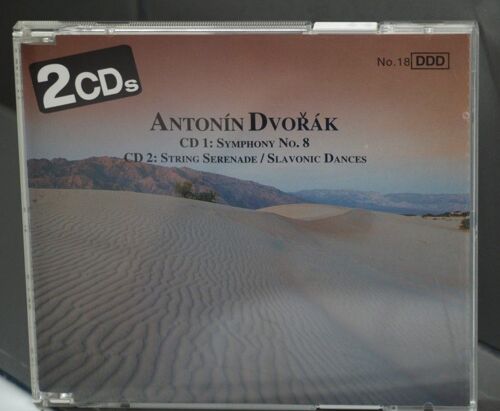 2CDs
No.18 DDD
ANTONÍN DVOŘÁK
CD 1: SYMPHONY NO. 8
CD 2: STRING SERENADE / SLAVONIC DANCES